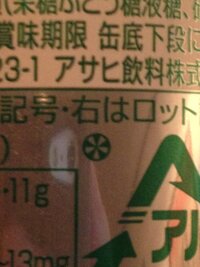 果糖ぶどう糖液糖、
賞味期限 缶底下段に
23-1 アサヒ飲料株式
記号・右はロット
)
・11g
アル
-13mg